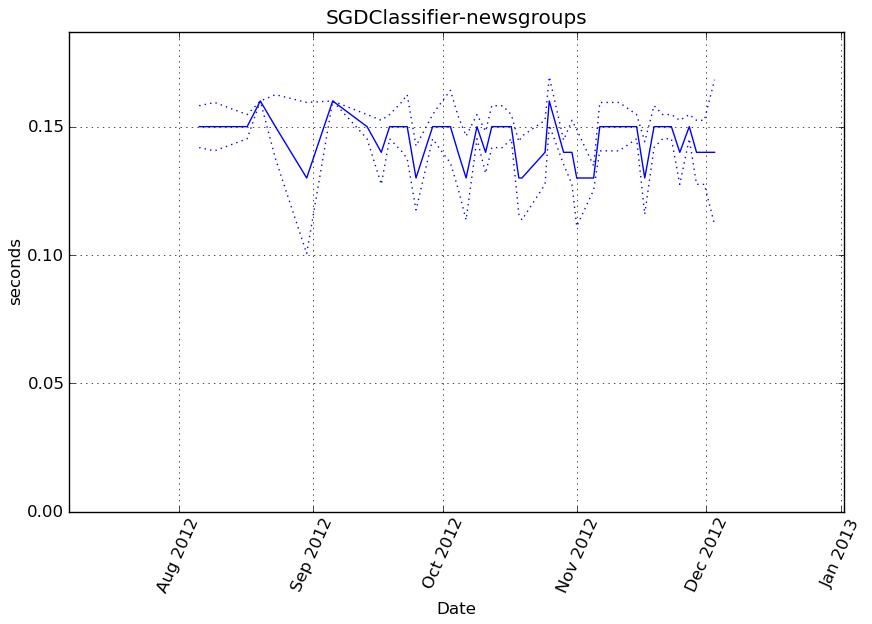 SGDClassifier-newsgroups
0.15
0.10
0.05
0.00
seconds
Aug 2012
Sep 2012
Oct 2012
Nov 2012
Dec 2012
Jan 2013
Date